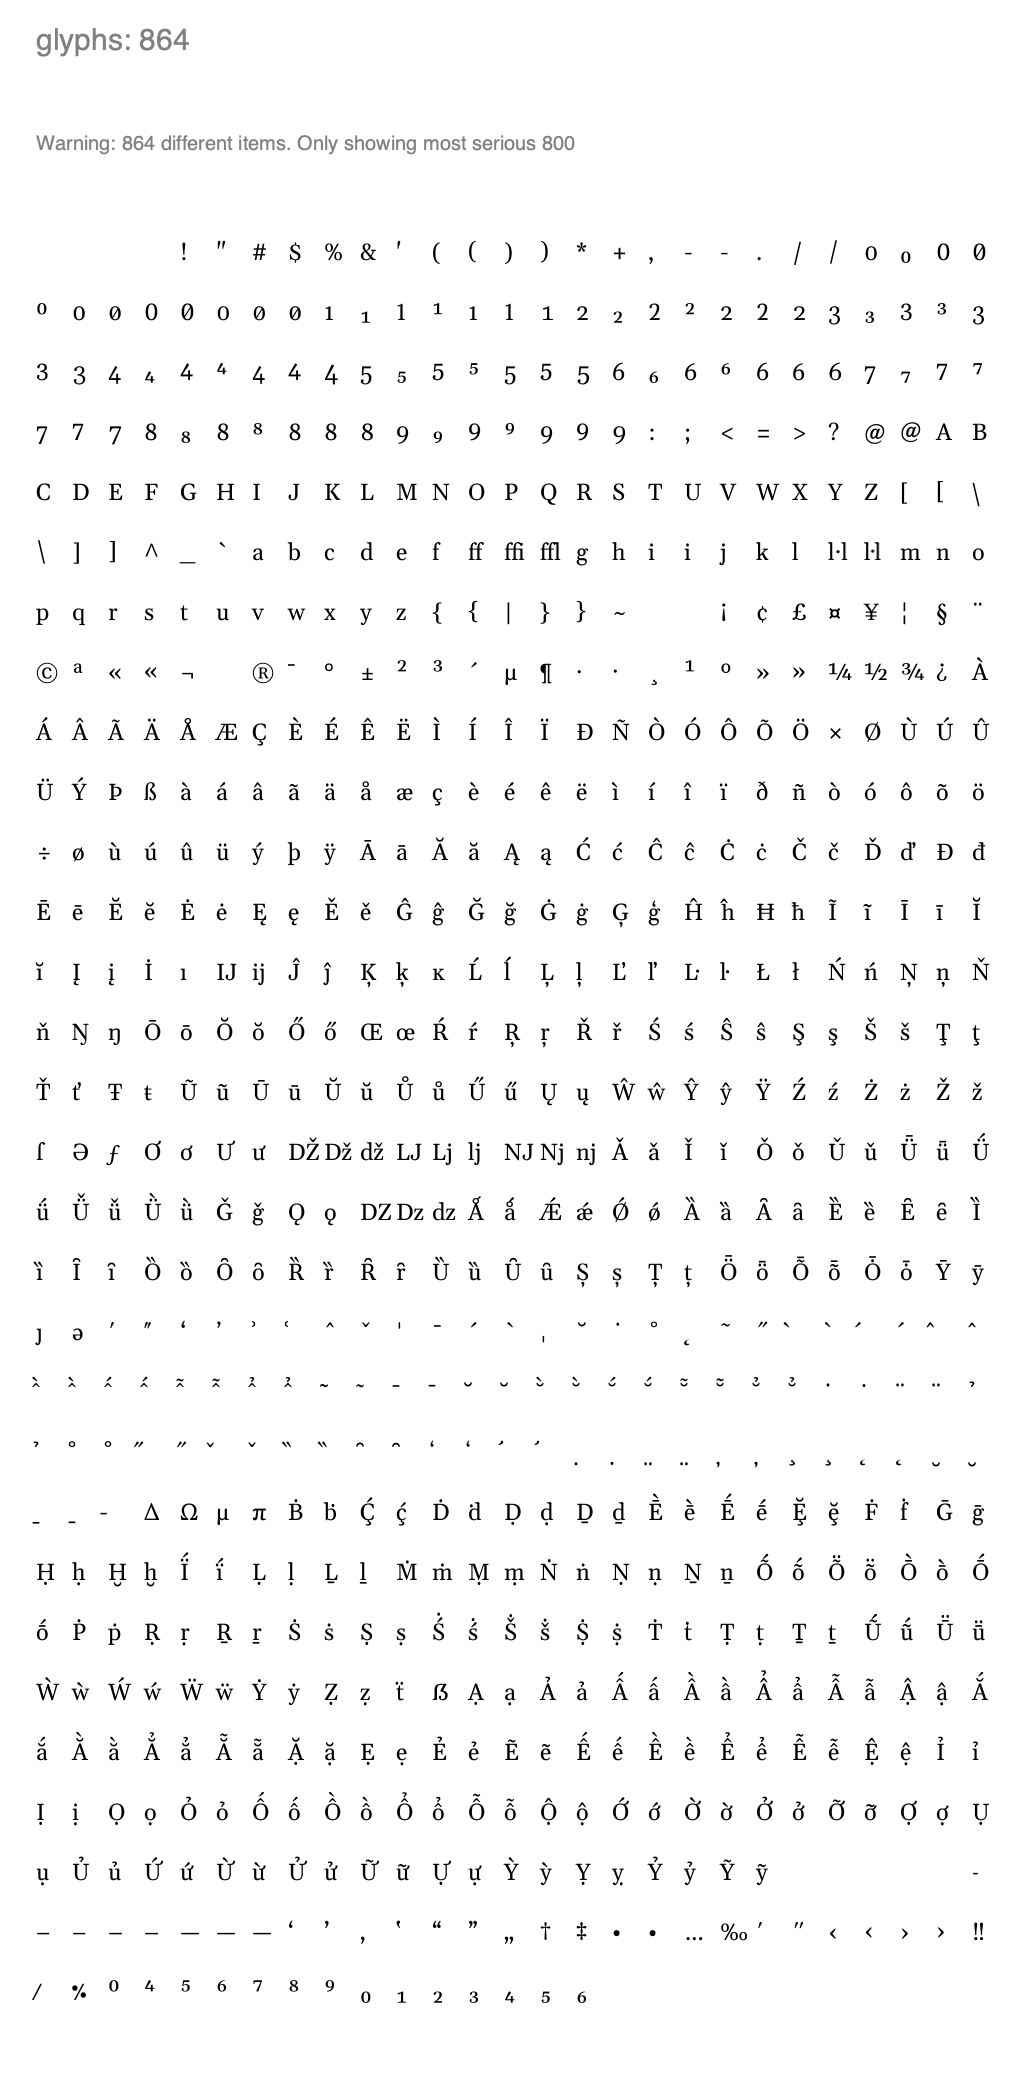 glyphs: 864
Warning: 864 different items. Only showing most serious 800
! " # $ % & ' ( ( ) ) * + , - - . / / 0 ₀ 0 0
⁰ 0 0 0 0 0 0 0 1 ₁ 1 ¹ 1 1 1 2 ₂ 2 ² 2 2 2 3 ₃ 3 ³ 3
3 3 4 ₄ 4 ⁴ 4 4 4 5 ₅ 5 ⁵ 5 5 5 6 ₆ 6 ⁶ 6 6 6 7 ₇ 7 ⁷
7 7 7 8 ₈ 8 ⁸ 8 8 8 9 ₉ 9 ⁹ 9 9 9 : ; < = > ? @ @ A B
C D E F G H I J K L M N O P Q R S T U V W X Y Z [ [ \
\ ] ] ^ _ ` a b c d e f ff ffi ffl g h i i j k l l·l l·l m n o
p q r s t u v w x y z { { | } } ~ ¡ ¢ £ ¤ ¥ ¦ § ¨
© ª « « ¬ ® ¯ ° ± ² ³ ´ µ ¶ · · ¸ ¹ º » » ¼ ½ ¾ ¿ À
Á Â Ã Ä Å Æ Ç È É Ê Ë Ì Í Î Ï Ð Ñ Ò Ó Ô Õ Ö × Ø Ù Ú Û
Ü Ý Þ ß à á â ã ä å æ ç è é ê ë ì í î ï ð ñ ò ó ô õ ö
÷ ø ù ú û ü ý þ ÿ Ā ā Ă ă Ą ą Ć ć Ĉ ĉ Ċ ċ Č č Ď ď Đ đ
Ē ē Ĕ ĕ Ė ė Ę ę Ě ě Ĝ ĝ Ğ ğ Ġ ġ Ģ ģ Ĥ ĥ Ħ ħ Ĩ ĩ Ī ī Ĭ
ĭ Į į İ ı Ĳ ĳ Ĵ ĵ Ķ ķ ĸ Ĺ ĺ Ļ ļ Ľ ľ Ŀ ŀ Ł ł Ń ń Ņ ņ Ň
ň Ŋ ŋ Ō ō Ŏ ŏ Ő ő Œ œ Ŕ ŕ Ŗ ŗ Ř ř Ś ś Ŝ ŝ Ş ş Š š Ţ ţ
Ť ť Ŧ ŧ Ũ ũ Ū ū Ŭ ŭ Ů ů Ű ű Ų ų Ŵ ŵ Ŷ ŷ Ÿ Ź ź Ż ż Ž ž
ſ Ə ƒ Ơ ơ Ư ư Ǆ ǅ ǆ Ǉ ǈ ǉ Ǌ ǋ ǌ Ǎ ǎ Ǐ ǐ Ǒ ǒ Ǔ ǔ Ǖ ǖ Ǘ
ǘ Ǚ ǚ Ǜ ǜ Ǧ ǧ Ǫ ǫ Ǳ ǲ ǳ Ǻ ǻ Ǽ ǽ Ǿ ǿ Ȁ ȁ Ȃ ȃ Ȅ ȅ Ȇ ȇ Ȉ
ȉ Ȋ ȋ Ȍ ȍ Ȏ ȏ Ȑ ȑ Ȓ ȓ Ȕ ȕ Ȗ ȗ Ș ș Ț ț Ȫ ȫ Ȭ ȭ Ȱ ȱ Ȳ ȳ
ȷ ə ʹ ʺ ʻ ʼ ʾ ʿ ˆ ˇ ˈ ˉ ˊ ˋ ˌ ˘ ˙ ˚ ˛ ˜ ˝
- Δ Ω μ π Ḃ ḃ Ḉ ḉ Ḋ ḋ Ḍ ḍ Ḏ ḏ Ḕ ḕ Ḗ ḗ Ḝ ḝ Ḟ ḟ Ḡ ḡ
Ḥ ḥ Ḫ ḫ Ḯ ḯ Ḷ ḷ Ḻ ḻ Ṁ ṁ Ṃ ṃ Ṅ ṅ Ṇ ṇ Ṉ ṉ Ṍ ṍ Ṏ ṏ Ṑ ṑ Ṓ
ṓ Ṗ ṗ Ṛ ṛ Ṟ ṟ Ṡ ṡ Ṣ ṣ Ṥ ṥ Ṧ ṧ Ṩ ṩ Ṫ ṫ Ṭ ṭ Ṯ ṯ Ṹ ṹ Ṻ ṻ
Ẁ ẁ Ẃ ẃ Ẅ ẅ Ẏ ẏ Ẓ ẓ ẗ ẞ Ạ ạ Ả ả Ấ ấ Ầ ầ Ẩ ẩ Ẫ ẫ Ậ ậ Ắ
ắ Ằ ằ Ẳ ẳ Ẵ ẵ Ặ ặ Ẹ ẹ Ẻ ẻ Ẽ ẽ Ế ế Ề ề Ể ể Ễ ễ Ệ ệ Ỉ ỉ
Ị ị Ọ ọ Ỏ ỏ Ố ố Ồ ồ Ổ ổ Ỗ ỗ Ộ ộ Ớ ớ Ờ ờ Ở ở Ỡ ỡ Ợ ợ Ụ
ụ Ủ ủ Ứ ứ Ừ ừ Ử ử Ữ ữ Ự ự Ỳ ỳ Ỵ ỵ Ỷ ỷ Ỹ ỹ -
– – – – — — — ‘ ’ ‚ ‛ “ ” „ † ‡ • • … ‰ ′ ″ ‹ ‹ › › ‼
⁄ ⁒ ⁰ ⁴ ⁵ ⁶ ⁷ ⁸ ⁹ ₀ ₁ ₂ ₃ ₄ ₅ ₆